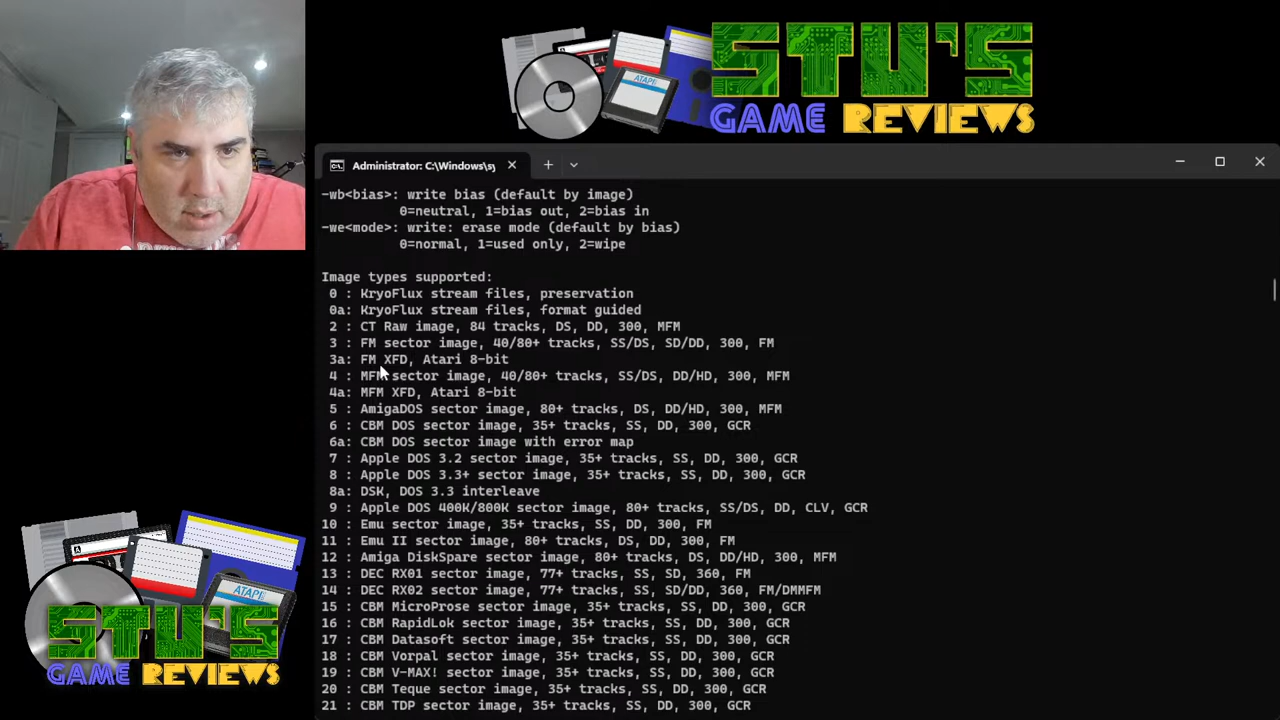 STU'S
GAME REVIEWS
ATAPI
Administrator: C:\Windows\sy
-wb<bias>: write bias (default by image)
0=neutral, 1=bias out, 2=bias in
-we<mode>: write: erase mode (default by bias)
0=normal, 1=used only, 2=wipe
Image types supported:
0 : KryoFlux stream files, preservation
0a: KryoFlux stream files, format guided
2 : CT Raw image, 84 tracks, DS, DD, 300, MFM
3 : FM sector image, 40/80+ tracks, SS/DS, SD/DD, 300, FM
3a: FM XFD, Atari 8-bit
4 : MFM sector image, 40/80+ tracks, SS/DS, DD/HD, 300, MFM
4a: MFM XFD, Atari 8-bit
5 : AmigaDOS sector image, 80+ tracks, DS, DD/HD, 300, MFM
6 : CBM DOS sector image, 35+ tracks, SS, DD, 300, GCR
6a: CBM DOS sector image with error map
7 : Apple DOS 3.2 sector image, 35+ tracks, SS, DD, 300, GCR
8 : Apple DOS 3.3+ sector image, 35+ tracks, SS, DD, 300, GCR
8a: DSK, DOS 3.3 interleave
9 : Apple DOS 400K/800K sector image, 80+ tracks, SS/DS, DD, CLV, GCR
10 : Emu sector image, 35+ tracks, SS, DD, 300, FM
11 : Emu II sector image, 80+ tracks, DS, DD, 300, FM
12 : Amiga DiskSpare sector image, 80+ tracks, DS, DD/HD, 300, MFM
13 : DEC RX01 sector image, 77+ tracks, SS, SD, 360, FM
14 : DEC RX02 sector image, 77+ tracks, SS, SD/DD, 360, FM/DMMFM
15 : CBM MicroProse sector image, 35+ tracks, SS, DD, 300, GCR
16 : CBM RapidLok sector image, 35+ tracks, SS, DD, 300, GCR
17 : CBM Datasoft sector image, 35+ tracks, SS, DD, 300, GCR
18 : CBM Vorpal sector image, 35+ tracks, SS, DD, 300, GCR
19 : CBM V-MAX! sector image, 35+ tracks, SS, DD, 300, GCR
20 : CBM Teque sector image, 35+ tracks, SS, DD, 300, GCR
21 : CBM TDP sector image, 35+ tracks, SS, DD, 300, GCR
A
ATAPI
STU'S
GAME REVIEWS